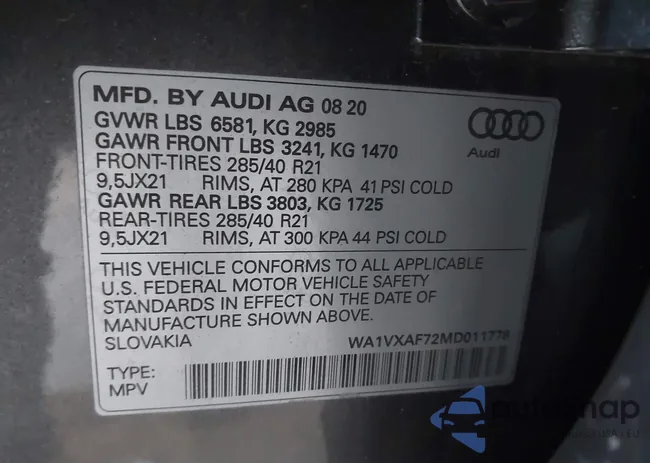 MFD. BY AUDI AG 08 20
GVWR LBS 6581, KG 2985
GAWR FRONT LBS 3241, KG 1470
FRONT-TIRES 285/40 R21
9,5JX21 RIMS, AT 280 KPA 41 PSI COLD
GAWR REAR LBS 3803, KG 1725
REAR-TIRES 285/40 R21
9,5JX21 RIMS, AT 300 KPA 44 PSI COLD
Audi
THIS VEHICLE CONFORMS TO ALL APPLICABLE
U.S. FEDERAL MOTOR VEHICLE SAFETY
STANDARDS IN EFFECT ON THE DATE OF
MANUFACTURE SHOWN ABOVE.
SLOVAKIA WA1VXAF72MD011778
TYPE:
MPV